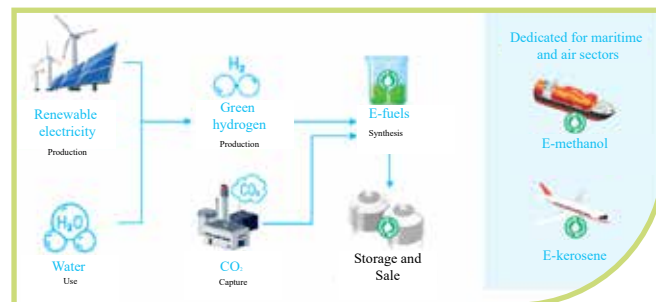 Renewable
electricity
Production
H₂O
Water
Use
H₂
Green
hydrogen
Production
CO₂
CO₂
Capture
E-fuels
Synthesis
Storage and
Sale
Dedicated for maritime
and air sectors
E-methanol
E-kerosene